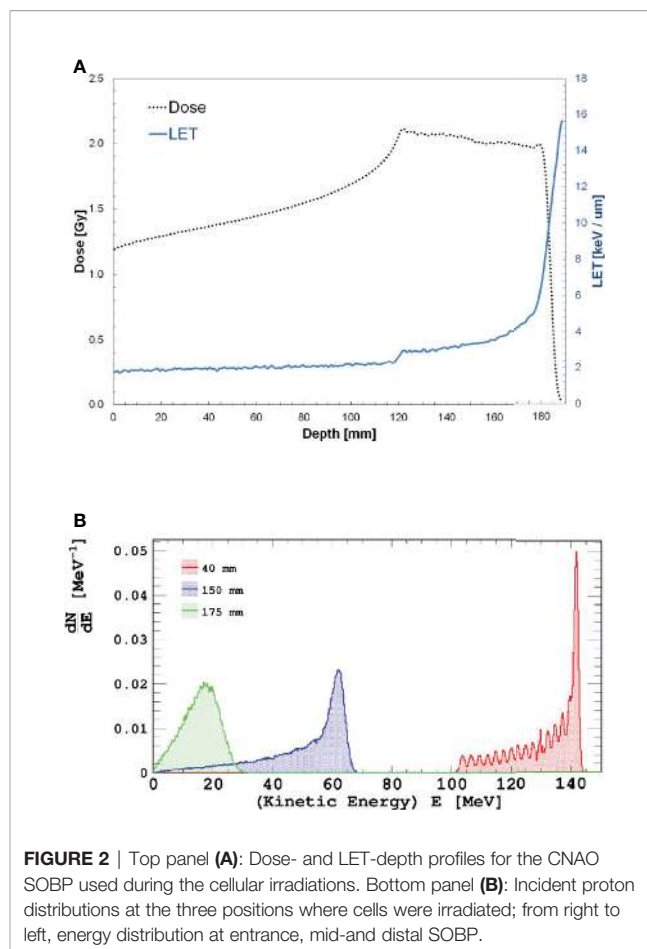 A
2.5
2.0
1.5
1.0
0.5
0.0
Dose [Gy]
Dose
LET
18
16
14
12
10
8
6
4
2
0
LET [keV / um]
0 20 40 60 80 100 120 140 160 180
Depth [mm]
B
dN
dE
[MeV⁻¹]
0.05
0.04
0.03
0.02
0.01
0
40 mm
150 mm
175 mm
0 20 40 60 80 100 120 140
(Kinetic Energy) E [MeV]
FIGURE 2 | Top panel (A): Dose- and LET-depth profiles for the CNAO
SOBP used during the cellular irradiations. Bottom panel (B): Incident proton
distributions at the three positions where cells were irradiated; from right to
left, energy distribution at entrance, mid-and distal SOBP.